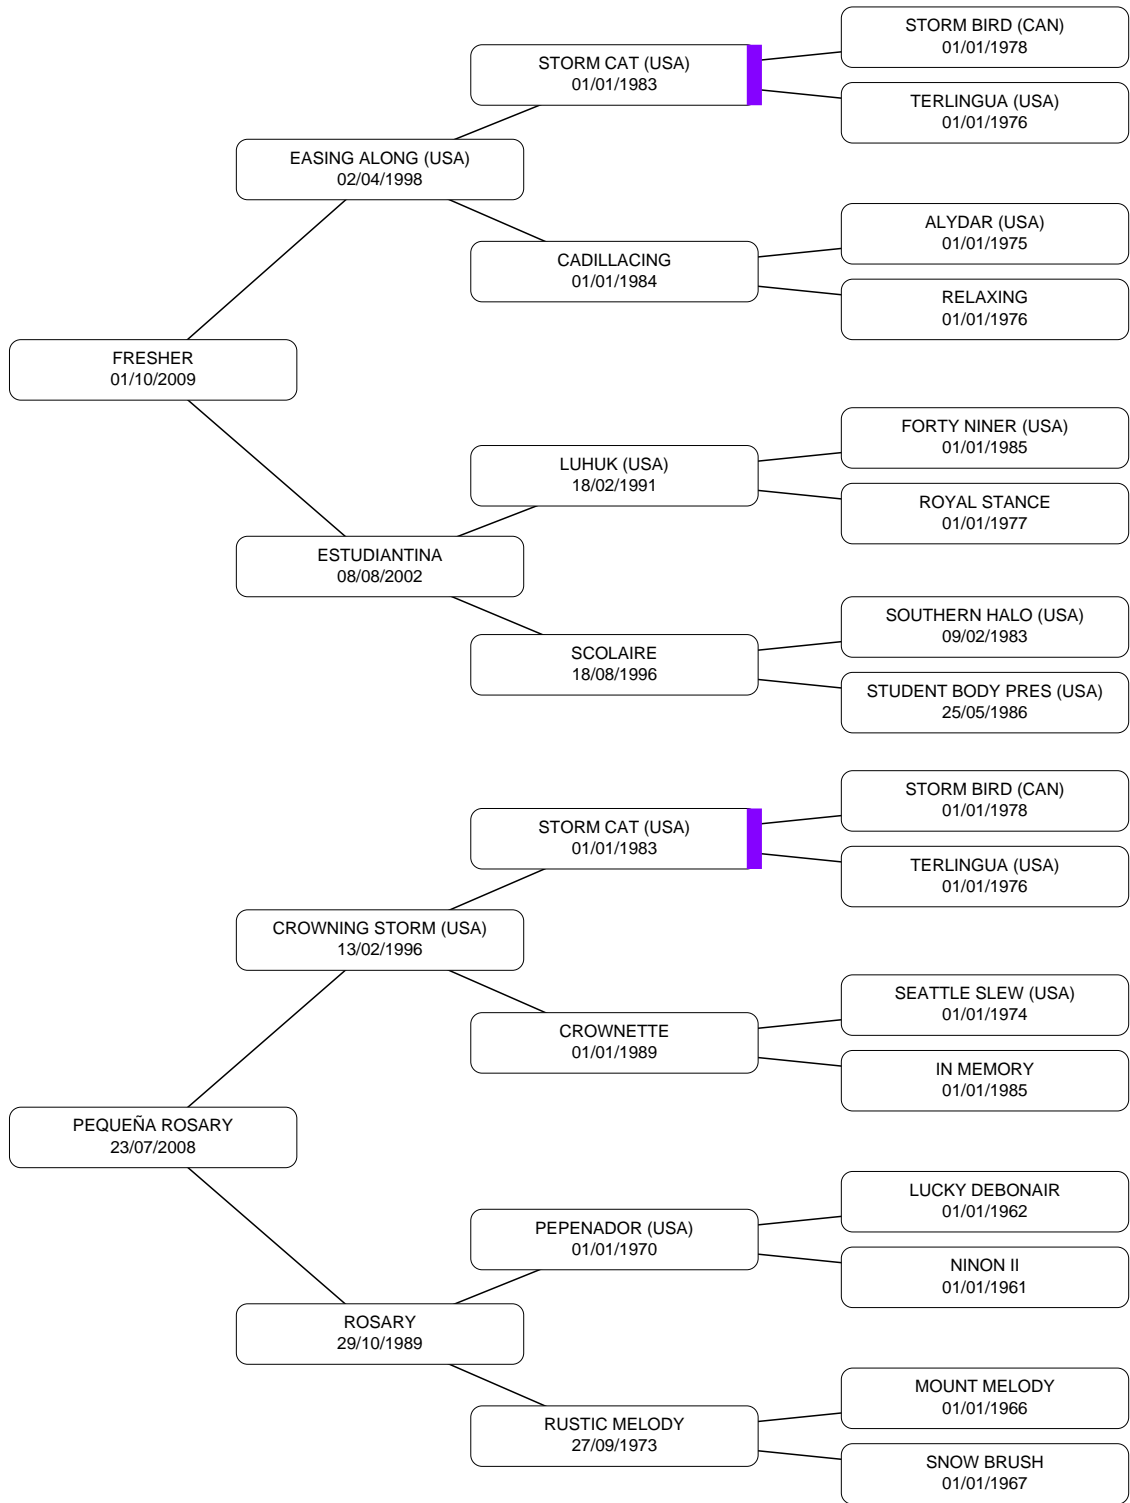 STORM BIRD (CAN)
01/01/1978
STORM CAT (USA)
01/01/1983
TERLINGUA (USA)
01/01/1976
EASING ALONG (USA)
02/04/1998
ALYDAR (USA)
01/01/1975
CADILLACING
01/01/1984
RELAXING
01/01/1976
FRESHER
01/10/2009
FORTY NINER (USA)
01/01/1985
LUHUK (USA)
18/02/1991
ROYAL STANCE
01/01/1977
ESTUDIANTINA
08/08/2002
SOUTHERN HALO (USA)
09/02/1983
SCOLAIRE
18/08/1996
STUDENT BODY PRES (USA)
25/05/1986
STORM BIRD (CAN)
01/01/1978
STORM CAT (USA)
01/01/1983
TERLINGUA (USA)
01/01/1976
CROWNING STORM (USA)
13/02/1996
SEATTLE SLEW (USA)
01/01/1974
CROWNETTE
01/01/1989
IN MEMORY
01/01/1985
PEQUEÑA ROSARY
23/07/2008
LUCKY DEBONAIR
01/01/1962
PEPENADOR (USA)
01/01/1970
NINON II
01/01/1961
ROSARY
29/10/1989
MOUNT MELODY
01/01/1966
RUSTIC MELODY
27/09/1973
SNOW BRUSH
01/01/1967